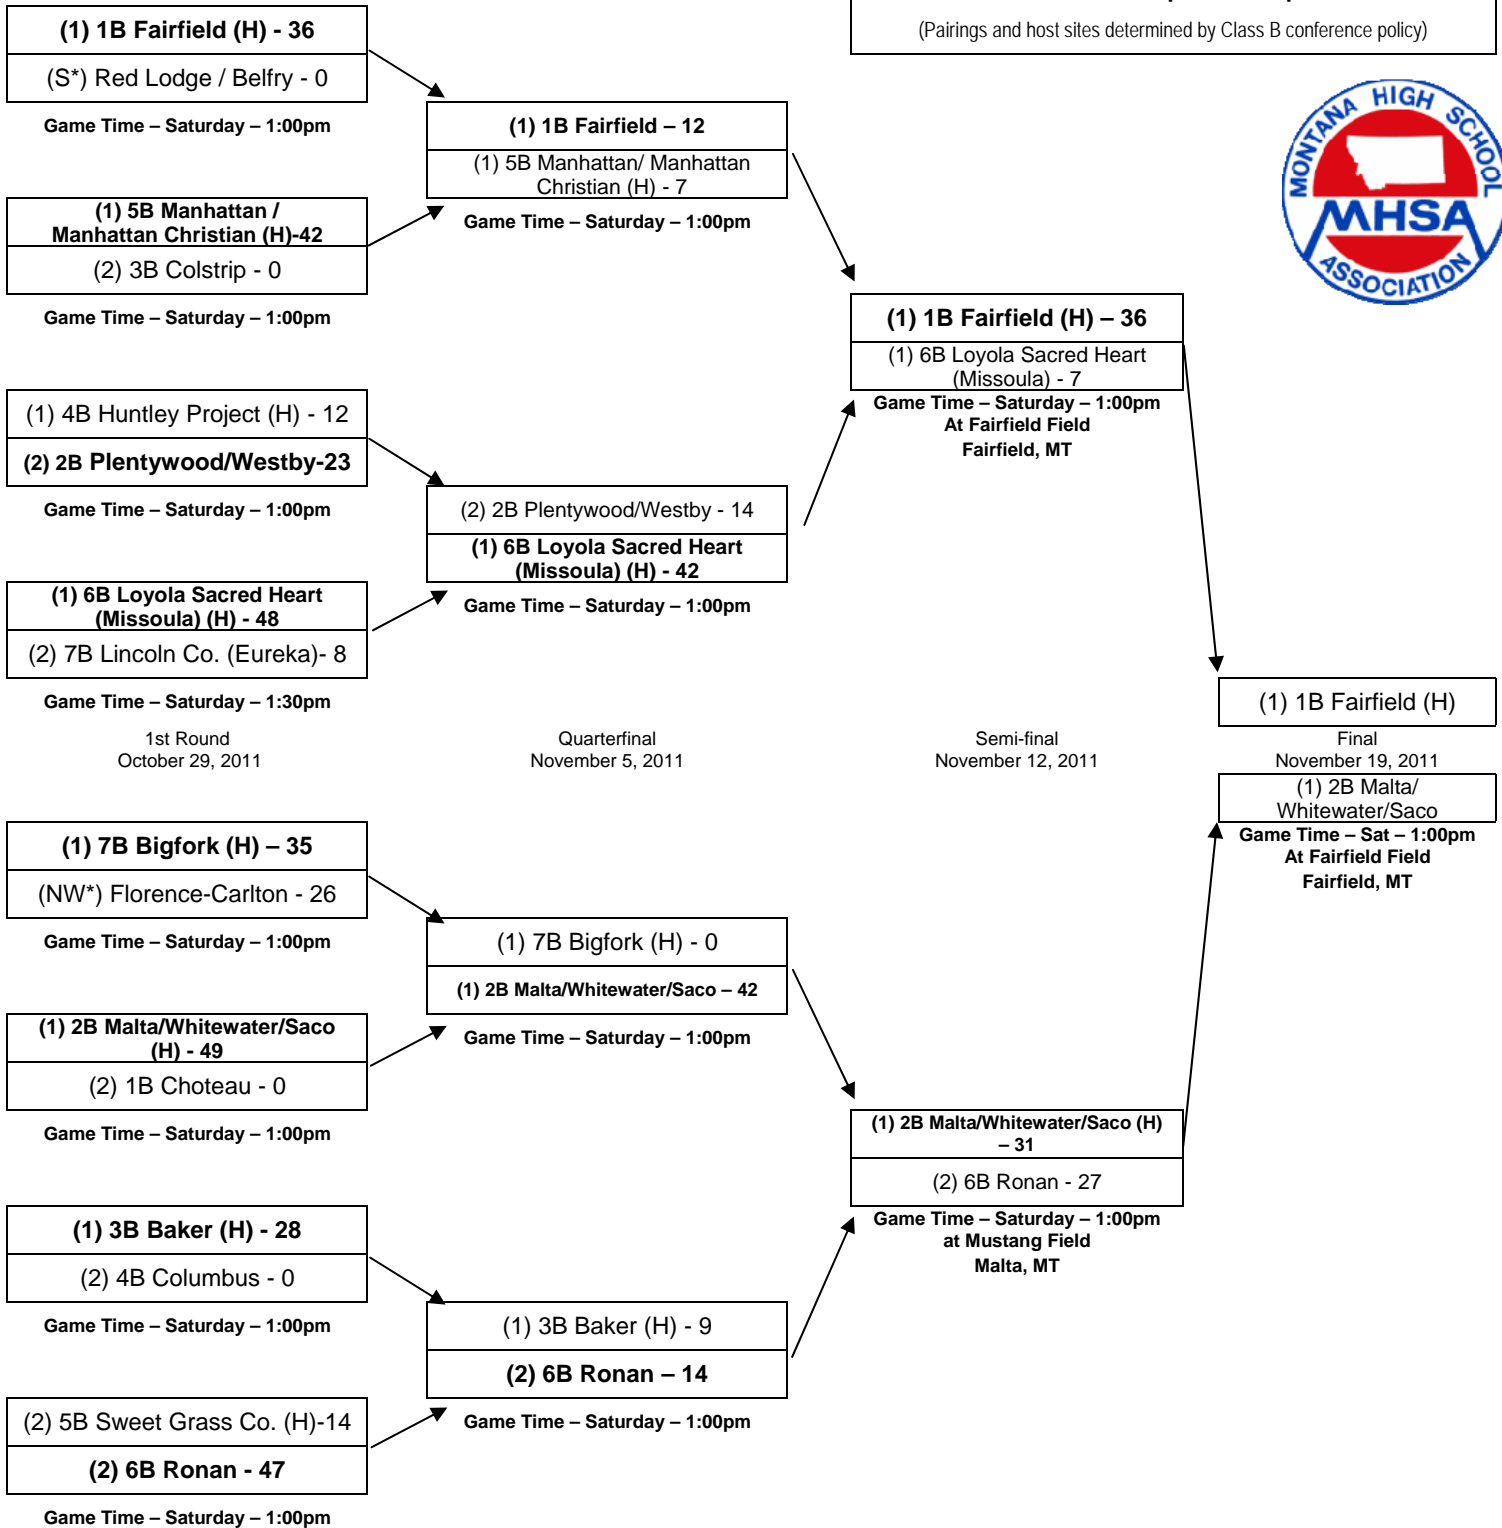 (Pairings and host sites determined by Class B conference policy)
MONTANA HIGH SCHOOL
MHSA
ASSOCIATION
(1) 1B Fairfield (H) - 36
(S*) Red Lodge / Belfry - 0
Game Time – Saturday – 1:00pm
(1) 5B Manhattan /
Manhattan Christian (H)-42
(2) 3B Colstrip - 0
Game Time – Saturday – 1:00pm
(1) 4B Huntley Project (H) - 12
(2) 2B Plentywood/Westby-23
Game Time – Saturday – 1:00pm
(1) 6B Loyola Sacred Heart
(Missoula) (H) - 48
(2) 7B Lincoln Co. (Eureka)- 8
Game Time – Saturday – 1:30pm
1st Round
October 29, 2011
(1) 7B Bigfork (H) – 35
(NW*) Florence-Carlton - 26
Game Time – Saturday – 1:00pm
(1) 2B Malta/Whitewater/Saco
(H) - 49
(2) 1B Choteau - 0
Game Time – Saturday – 1:00pm
(1) 3B Baker (H) - 28
(2) 4B Columbus - 0
Game Time – Saturday – 1:00pm
(2) 5B Sweet Grass Co. (H)-14
(2) 6B Ronan - 47
Game Time – Saturday – 1:00pm
(1) 1B Fairfield – 12
(1) 5B Manhattan/ Manhattan
Christian (H) - 7
Game Time – Saturday – 1:00pm
(2) 2B Plentywood/Westby - 14
(1) 6B Loyola Sacred Heart
(Missoula) (H) - 42
Game Time – Saturday – 1:00pm
Quarterfinal
November 5, 2011
(1) 7B Bigfork (H) - 0
(1) 2B Malta/Whitewater/Saco – 42
Game Time – Saturday – 1:00pm
(1) 3B Baker (H) - 9
(2) 6B Ronan – 14
Game Time – Saturday – 1:00pm
(1) 1B Fairfield (H) – 36
(1) 6B Loyola Sacred Heart
(Missoula) - 7
Game Time – Saturday – 1:00pm
At Fairfield Field
Fairfield, MT
Semi-final
November 12, 2011
(1) 2B Malta/Whitewater/Saco (H)
– 31
(2) 6B Ronan - 27
Game Time – Saturday – 1:00pm
at Mustang Field
Malta, MT
(1) 1B Fairfield (H)
Final
November 19, 2011
(1) 2B Malta/
Whitewater/Saco
Game Time – Sat – 1:00pm
At Fairfield Field
Fairfield, MT